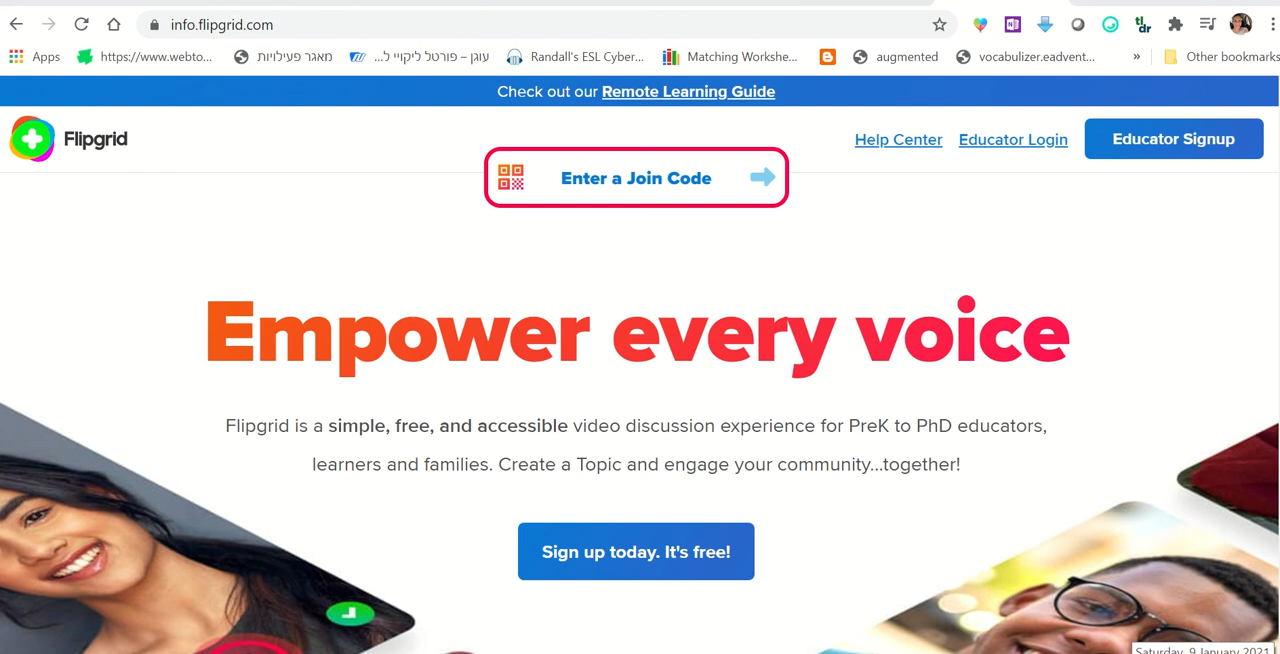 info.flipgrid.com
Apps
https://www.webto...
מאגר פעילויות
עוגן – פורטל ליקויי ל...
Randall's ESL Cyber...
Matching Workshe...
augmented
vocabulizer.eadvent...
»
Other bookmarks
Check out our Remote Learning Guide
Flipgrid
Help Center
Educator Login
Educator Signup
Enter a Join Code
Empower every voice
Flipgrid is a simple, free, and accessible video discussion experience for PreK to PhD educators,
learners and families. Create a Topic and engage your community...together!
Sign up today. It's free!
Saturday, 9 January 2021